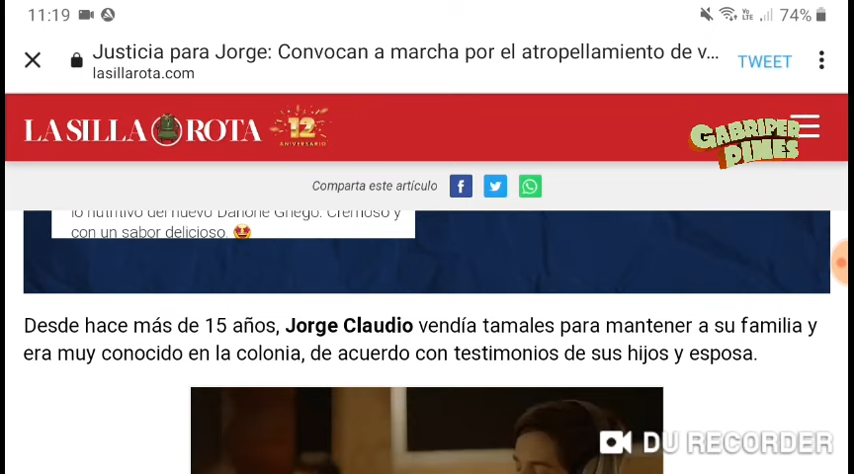 11:19
74%
Justicia para Jorge: Convocan a marcha por el atropellamiento de v...
lasillarota.com
TWEET
LA SILLA ROTA
12
ANIVERSARIO
GABRIPER
PINES
Comparta este artículo
lo nutritivo del nuevo Danone Griego. Cremoso y
con un sabor delicioso.
Desde hace más de 15 años, Jorge Claudio vendía tamales para mantener a su familia y
era muy conocido en la colonia, de acuerdo con testimonios de sus hijos y esposa.
DU RECORDER